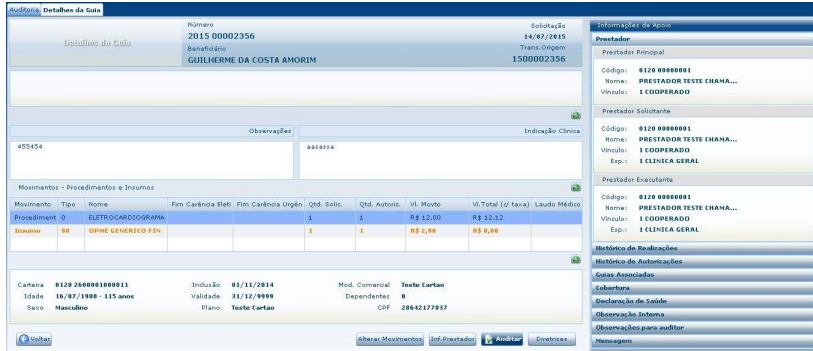 Auditoria Detalhes da Guia
Detalhes da Guia
Número Solicitação
2015 00002356 14/07/2015
Beneficiário Trans.Origem
GUILHERME DA COSTA AMORIM 1500002356
Observações Indicação Clinica
455454 aasassa
Movimentos - Procedimentos e Insumos
Movimento Tipo Nome Fim Carência Eleti Fim Carência Urgên Qtd. Solic. Qtd. Autoriz. Vl. Movto Vl.Total (c/ taxa) Laudo Médico
Procediment 0 ELETROCARDIOGRAMA 1 1 R$ 12,00 R$ 12,12
Insumo 98 OPME GENERICO FIN 1 1 R$ 2,00 R$ 0,00
Carteira 0120 2600001000011 Inclusão 01/11/2014 Mod. Comercial Teste Cartao
Idade 16/07/1900 - 115 anos Validade 31/12/9999 Dependentes 0
Sexo Masculino Plano Teste Cartao CPF 28642177037
Voltar Alterar Movimentos Inf.Prestador Auditar Diretrizes
Informações de Apoio
Prestador
Prestador Principal
Código: 0120 00000001
Nome: PRESTADOR TESTE CHAMA...
Vínculo: 1 COOPERADO
Prestador Solicitante
Código: 0120 00000001
Nome: PRESTADOR TESTE CHAMA...
Vínculo: 1 COOPERADO
Esp.: 1 CLINICA GERAL
Prestador Executante
Código: 0120 00000001
Nome: PRESTADOR TESTE CHAMA...
Vínculo: 1 COOPERADO
Esp.: 1 CLINICA GERAL
Histórico de Realizações
Histórico de Autorizações
Guias Associadas
Cobertura
Declaração de Saúde
Observação Interna
Observações para auditor
Mensagem